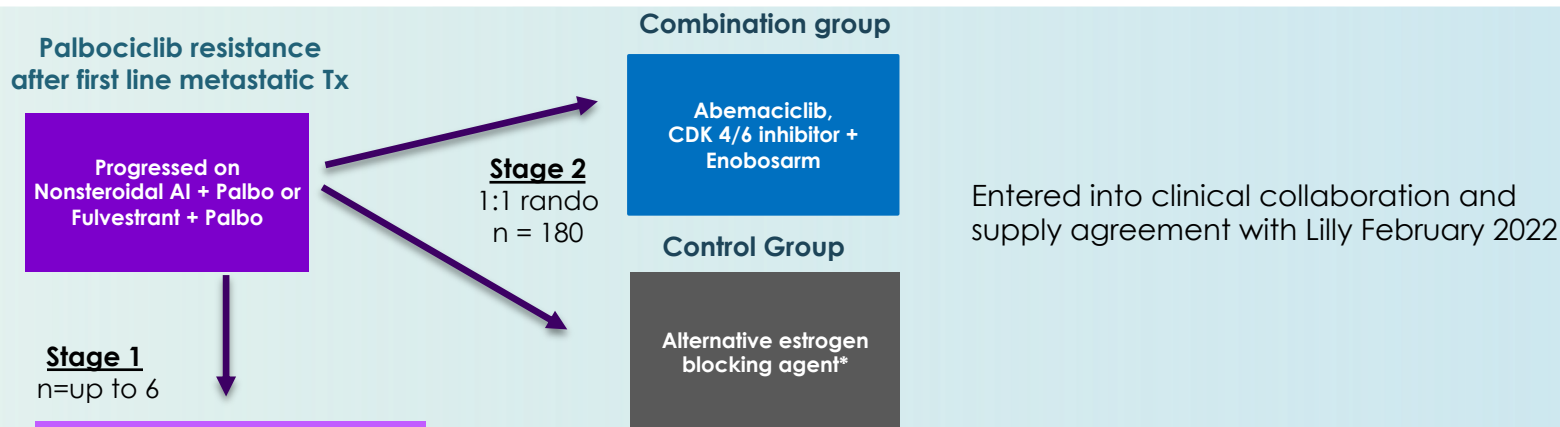 Palbociclib resistance
after first line metastatic Tx
Progressed on
Nonsteroidal AI + Palbo or
Fulvestrant + Palbo
Stage 1
n=up to 6
Stage 2
1:1 rando
n = 180
Combination group
Abemaciclib,
CDK 4/6 inhibitor +
Enobosarm
Control Group
Alternative estrogen
blocking agent*
Entered into clinical collaboration and
supply agreement with Lilly February 2022